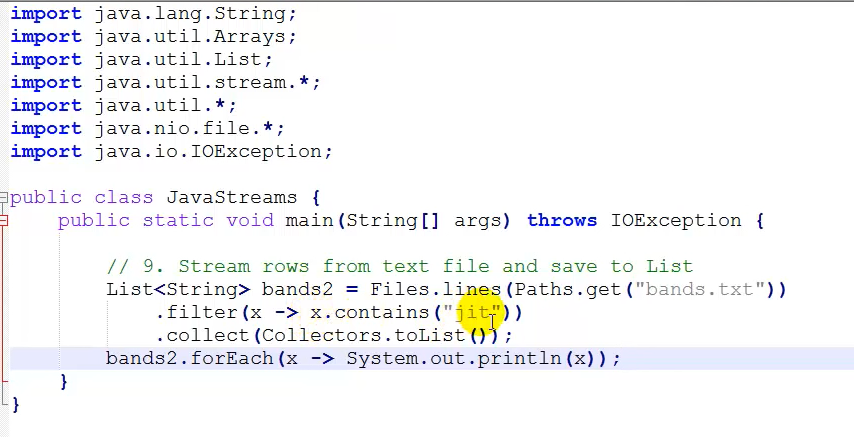 import java.lang.String;
import java.util.Arrays;
import java.util.List;
import java.util.stream.*;
import java.util.*;
import java.nio.file.*;
import java.io.IOException;
public class JavaStreams {
public static void main(String[] args) throws IOException {
// 9. Stream rows from text file and save to List
List<String> bands2 = Files.lines(Paths.get("bands.txt"))
.filter(x -> x.contains("jit"))
.collect(Collectors.toList());
bands2.forEach(x -> System.out.println(x));
}
}